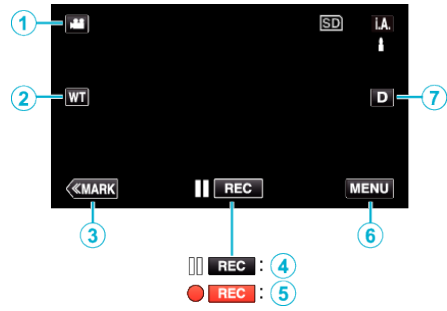 1
SD
i.A.
2
WT
D
7
≪MARK
REC
MENU
3
6
REC : 4
REC : 5